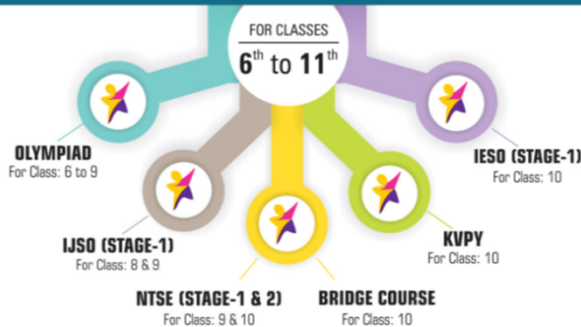 FOR CLASSES
6th to 11th
OLYMPIAD
For Class: 6 to 9
IESO (STAGE-1)
For Class: 10
IJSO (STAGE-1)
For Class: 8 & 9
KVPY
For Class: 10
NTSE (STAGE-1 & 2)
For Class: 9 & 10
BRIDGE COURSE
For Class: 10